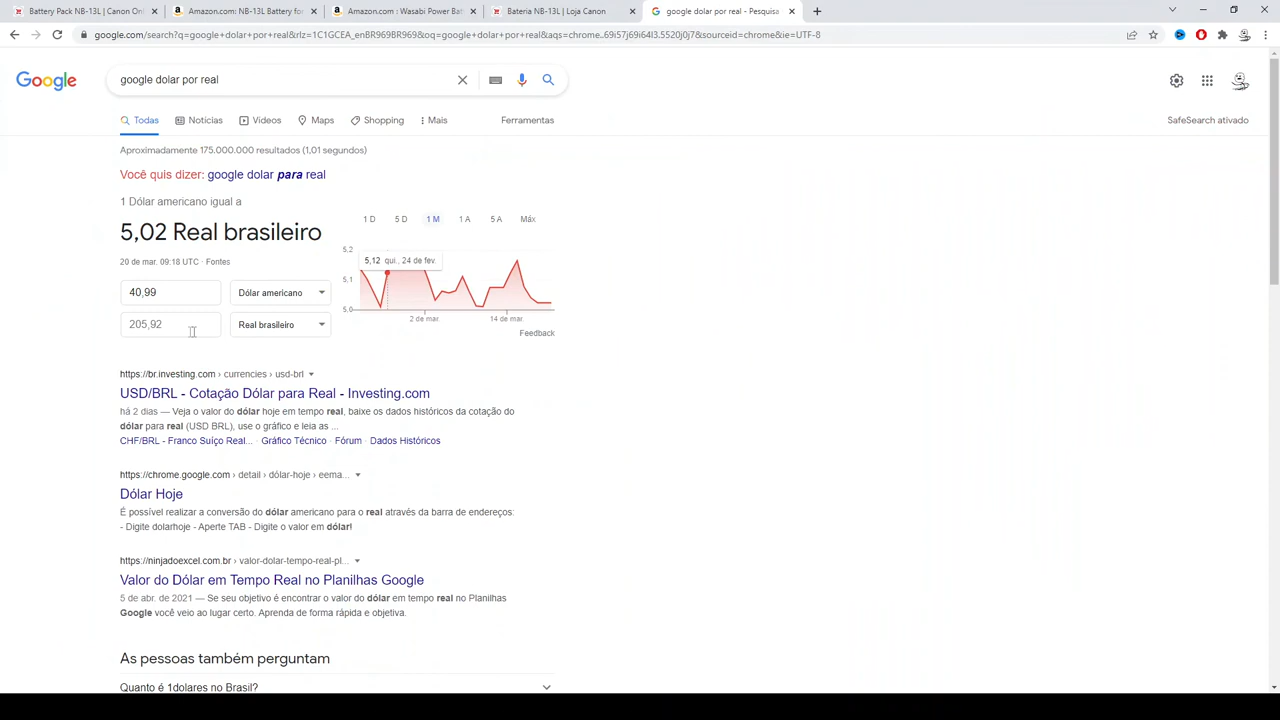 Battery Pack NB-13L | Canon Onl
Amazon.com: NB-13L Battery fo
Amazon.com : Wasabi Power Bat
Bateria NB-13L | Loja Canon
google dolar por real - Pesquisa
google.com/search?q=google+dolar+por+real&rlz=1C1GCEA_enBR969BR969&oq=google+dolar+por+real&aqs=chrome..69i57j69i64l3.5520j0j7&sourceid=chrome&ie=UTF-8
Google
google dolar por real
Todas
Notícias
Vídeos
Maps
Shopping
Mais
Ferramentas
SafeSearch ativado
Aproximadamente 175.000.000 resultados (1,01 segundos)
Você quis dizer: google dolar para real
1 Dólar americano igual a
5,02 Real brasileiro
20 de mar. 09:18 UTC · Fontes
40,99
Dólar americano
205,92
Real brasileiro
1 D
5 D
1 M
1 A
5 A
Máx
5,2
5,12 qui., 24 de fev.
5,1
5,0
2 de mar.
14 de mar.
Feedback
https://br.investing.com › currencies › usd-brl
USD/BRL - Cotação Dólar para Real - Investing.com
há 2 dias — Veja o valor do dólar hoje em tempo real, baixe os dados históricos da cotação do
dólar para real (USD BRL), use o gráfico e leia as ...
CHF/BRL - Franco Suíço Real... · Gráfico Técnico · Fórum · Dados Históricos
https://chrome.google.com › detail › dólar-hoje › eema...
Dólar Hoje
É possível realizar a conversão do dólar americano para o real através da barra de endereços:
- Digite dolarhoje - Aperte TAB - Digite o valor em dólar!
https://ninjadoexcel.com.br › valor-dolar-tempo-real-pl...
Valor do Dólar em Tempo Real no Planilhas Google
5 de abr. de 2021 — Se seu objetivo é encontrar o valor do dólar em tempo real no Planilhas
Google você veio ao lugar certo. Aprenda de forma rápida e objetiva.
As pessoas também perguntam
Quanto é 1dolares no Brasil?